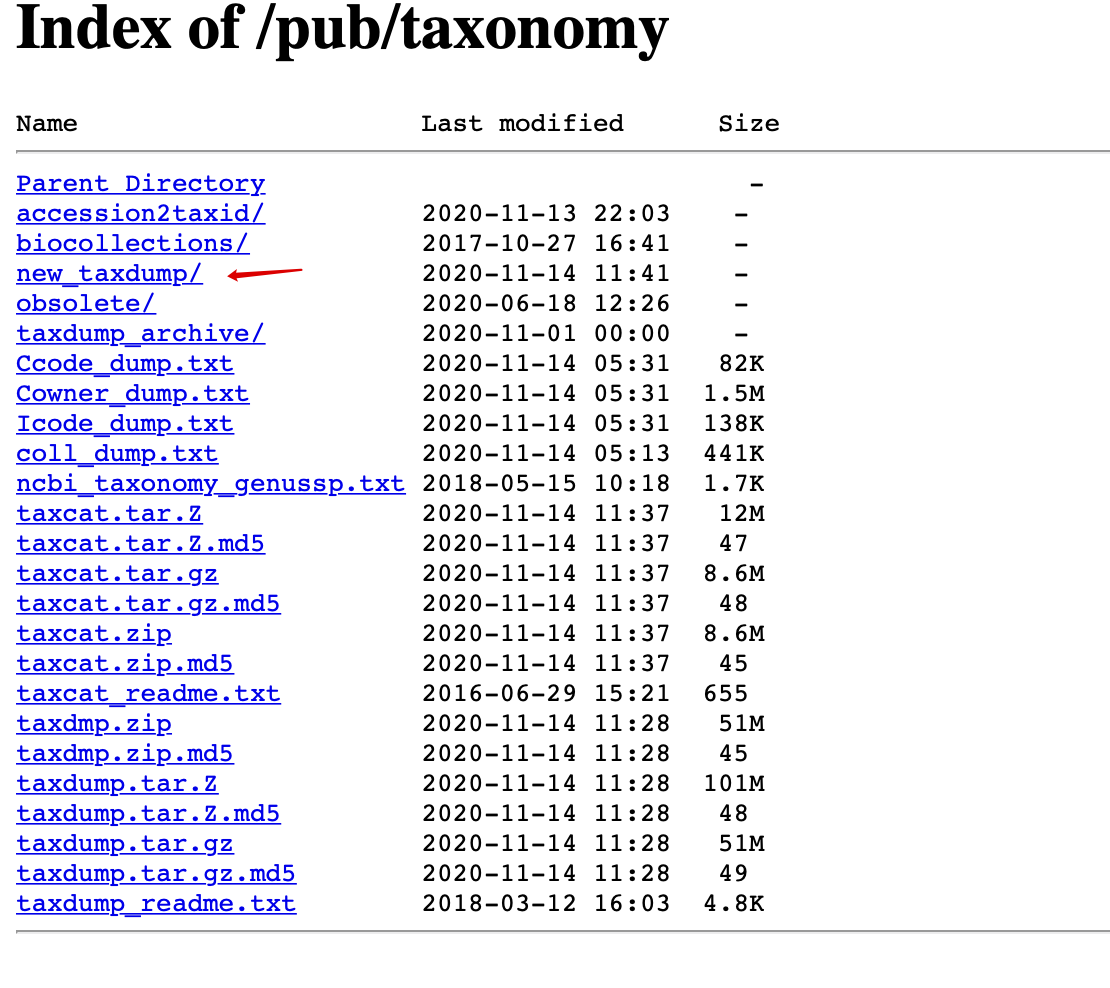 Index of /pub/taxonomy
Name Last modified Size
Parent Directory -
accession2taxid/ 2020-11-13 22:03 -
biocollections/ 2017-10-27 16:41 -
new_taxdump/ 2020-11-14 11:41 -
obsolete/ 2020-06-18 12:26 -
taxdump_archive/ 2020-11-01 00:00 -
Ccode_dump.txt 2020-11-14 05:31 82K
Cowner_dump.txt 2020-11-14 05:31 1.5M
Icode_dump.txt 2020-11-14 05:31 138K
coll_dump.txt 2020-11-14 05:13 441K
ncbi_taxonomy_genussp.txt 2018-05-15 10:18 1.7K
taxcat.tar.Z 2020-11-14 11:37 12M
taxcat.tar.Z.md5 2020-11-14 11:37 47
taxcat.tar.gz 2020-11-14 11:37 8.6M
taxcat.tar.gz.md5 2020-11-14 11:37 48
taxcat.zip 2020-11-14 11:37 8.6M
taxcat.zip.md5 2020-11-14 11:37 45
taxcat_readme.txt 2016-06-29 15:21 655
taxdmp.zip 2020-11-14 11:28 51M
taxdmp.zip.md5 2020-11-14 11:28 45
taxdump.tar.Z 2020-11-14 11:28 101M
taxdump.tar.Z.md5 2020-11-14 11:28 48
taxdump.tar.gz 2020-11-14 11:28 51M
taxdump.tar.gz.md5 2020-11-14 11:28 49
taxdump_readme.txt 2018-03-12 16:03 4.8K